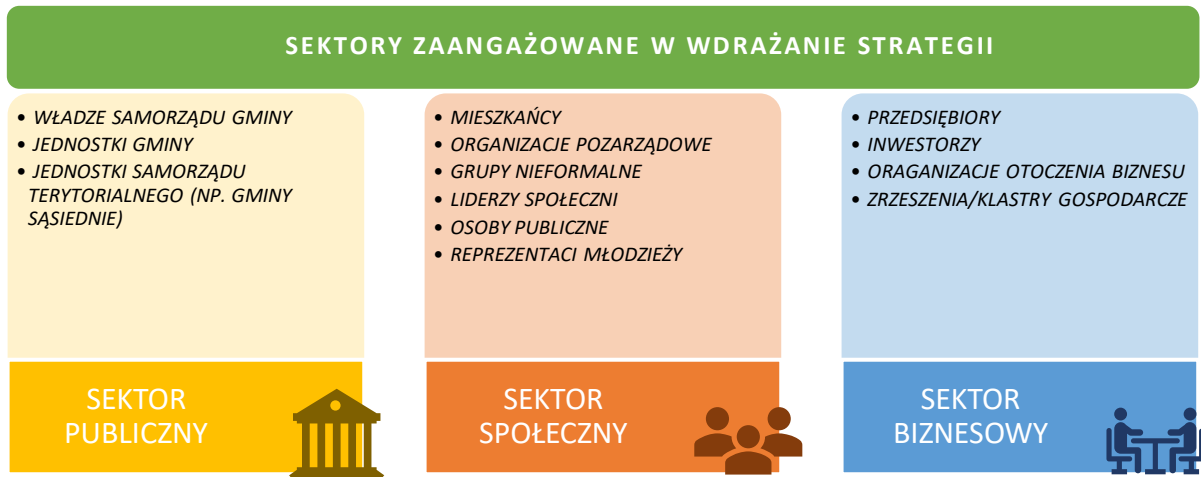 SEKTORY ZAANGAŻOWANE W WDRAŻANIE STRATEGII
• WŁADZE SAMORZĄDU GMINY
• JEDNOSTKI GMINY
• JEDNOSTKI SAMORZĄDU
TERYTORIALNEGO (NP. GMINY
SĄSIEDNIE)
SEKTOR
PUBLICZNY
• MIESZKAŃCY
• ORGANIZACJE POZARZĄDOWE
• GRUPY NIEFORMALNE
• LIDERZY SPOŁECZNI
• OSOBY PUBLICZNE
• REPREZENTACI MŁODZIEŻY
SEKTOR
SPOŁECZNY
• PRZEDSIĘBIORY
• INWESTORZY
• ORAGANIZACJE OTOCZENIA BIZNESU
• ZRZESZENIA/KLASTRY GOSPODARCZE
SEKTOR
BIZNESOWY